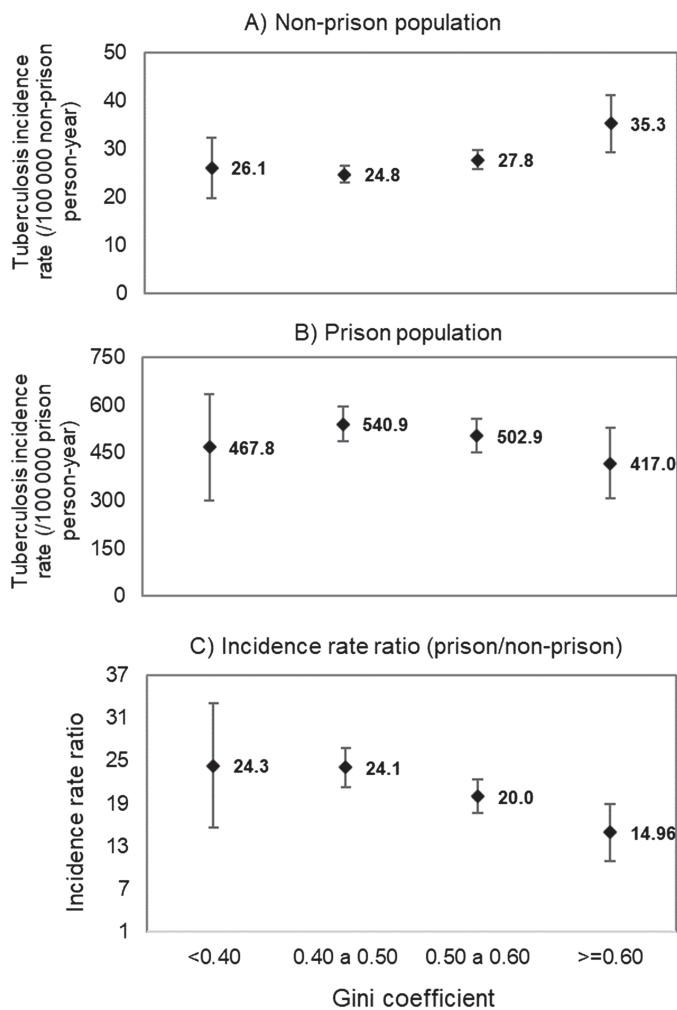 A) Non-prison population
Tuberculosis incidence
rate (/100 000 non-prison
person-year)
50
40
30
20
10
0
26.1
24.8
27.8
35.3
B) Prison population
Tuberculosis incidence
rate (/100 000 prison
person-year)
750
600
450
300
150
0
467.8
540.9
502.9
417.0
C) Incidence rate ratio (prison/non-prison)
Incidence rate ratio
37
31
25
19
13
7
1
24.3
24.1
20.0
14.96
<0.40
0.40 a 0.50
0.50 a 0.60
>=0.60
Gini coefficient